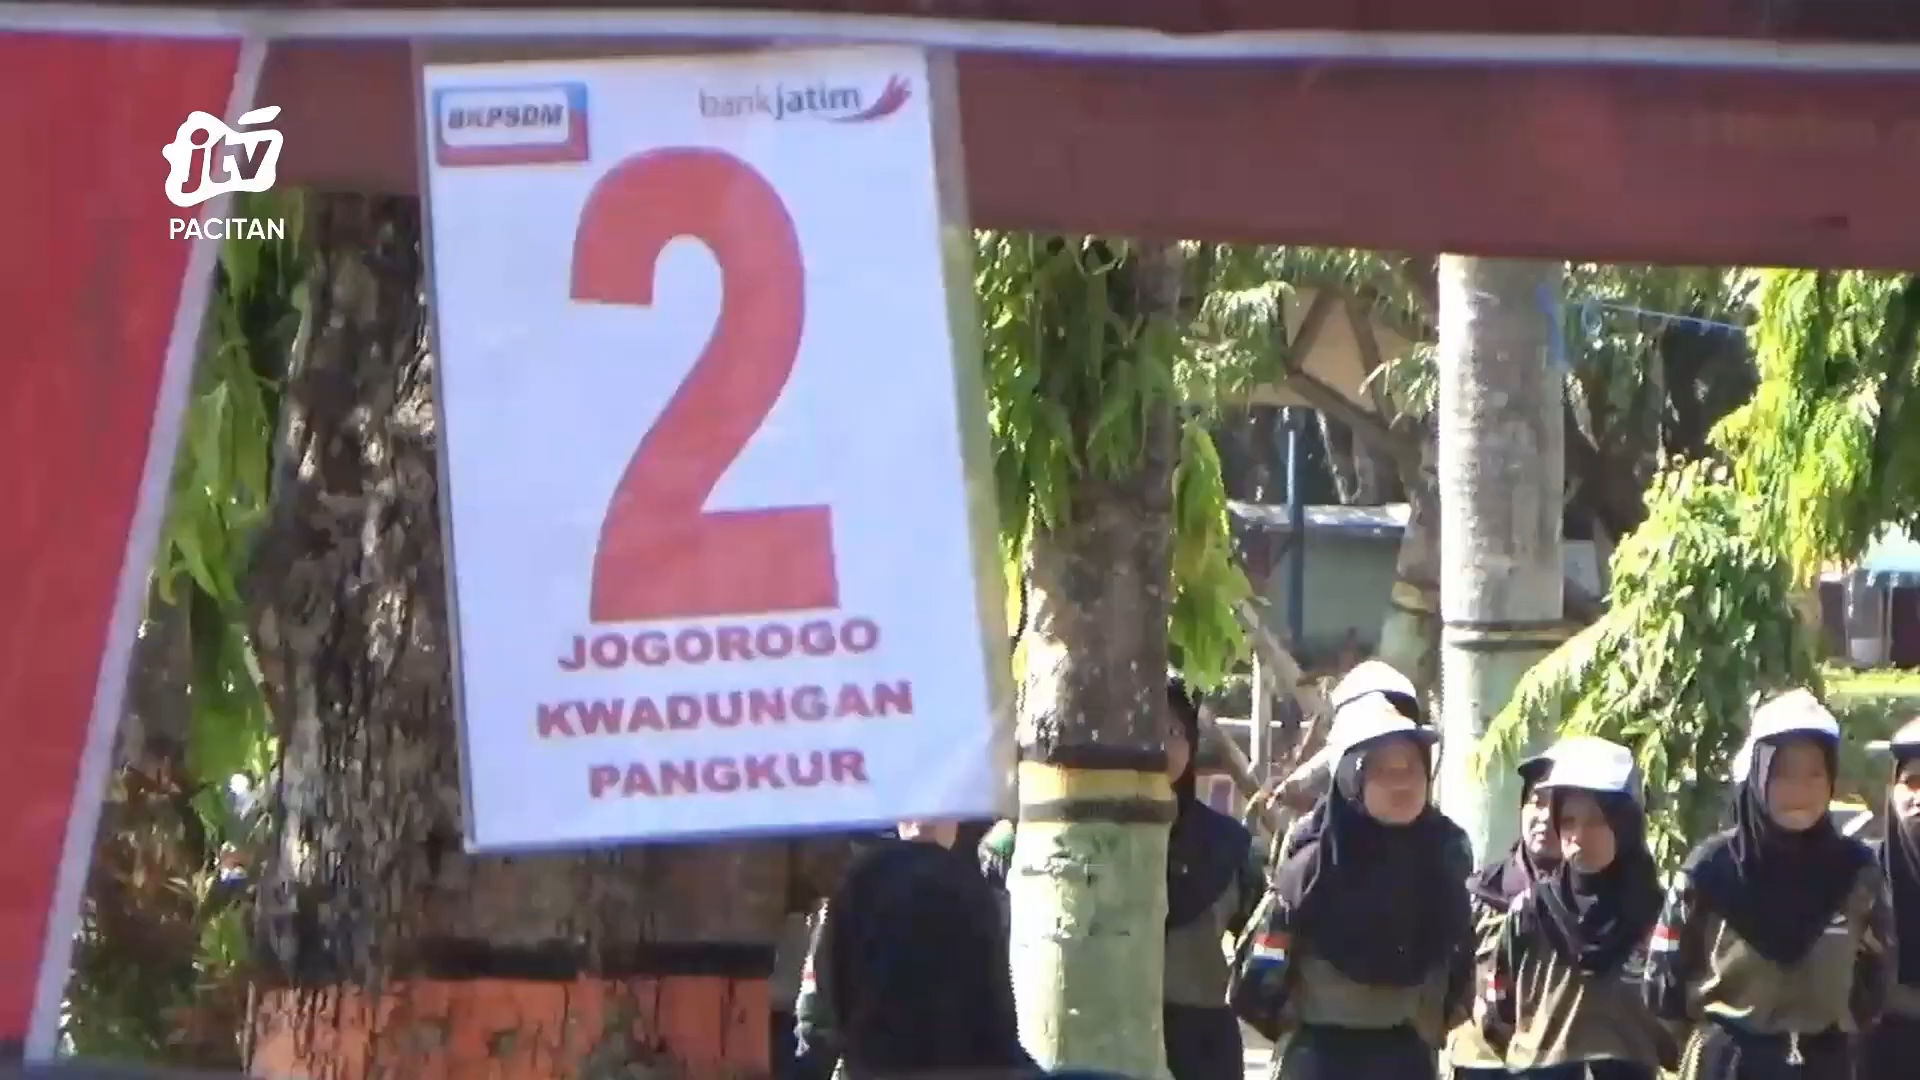 jtv
PACITAN
BKPSDM
bankjatim
2
JOGOROGO
KWADUNGAN
PANGKUR